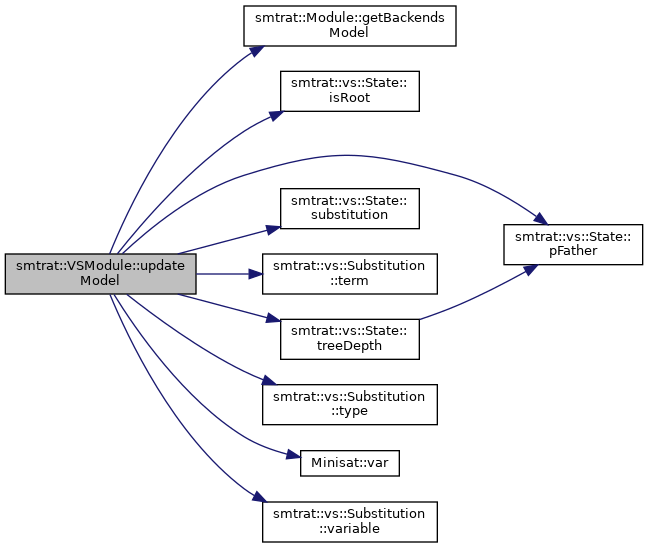 smtrat::Module::getBackends
Model
smtrat::vs::State::
isRoot
smtrat::vs::State::
substitution
smtrat::vs::State::
pFather
smtrat::VSModule::update
Model
smtrat::vs::Substitution
::term
smtrat::vs::State::
treeDepth
smtrat::vs::Substitution
::type
Minisat::var
smtrat::vs::Substitution
::variable